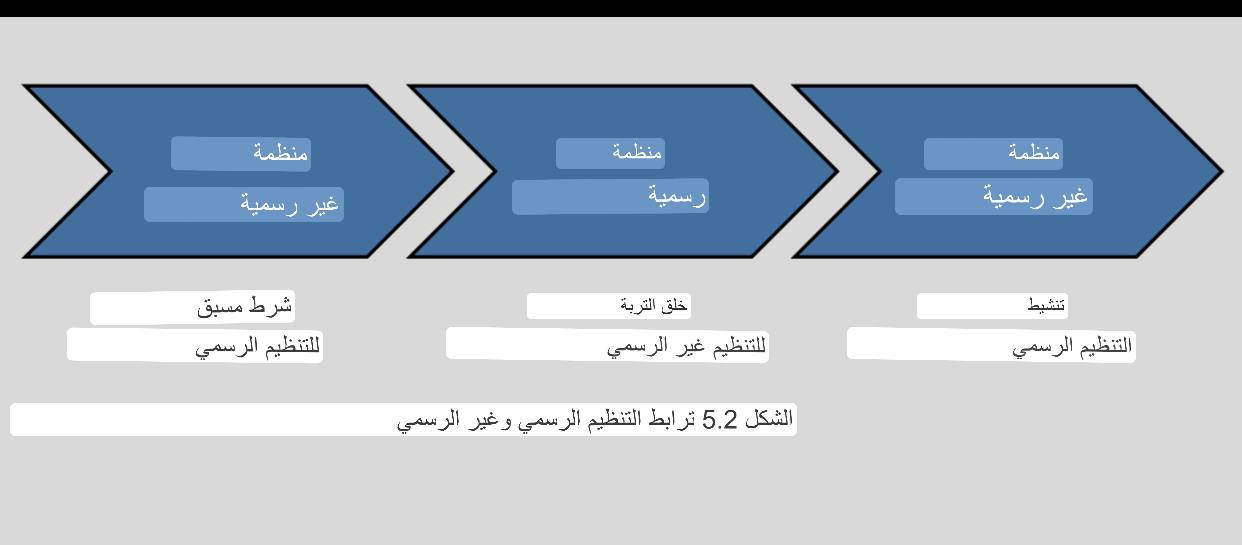 منظمة
غير رسمية
منظمة
رسمية
منظمة
غير رسمية
شرط مسبق
للتنظيم الرسمي
خلق التربة
للتنظيم غير الرسمي
تنشيط
التنظيم الرسمي
الشكل 5.2 ترابط التنظيم الرسمي وغير الرسمي